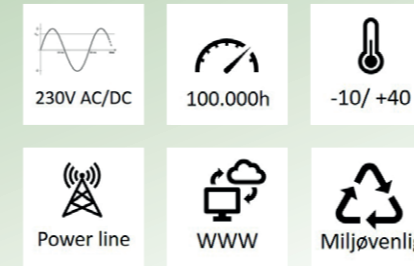 230V AC/DC
100.000h
-10/ +40
Power line
WWW
Miljøvenlig